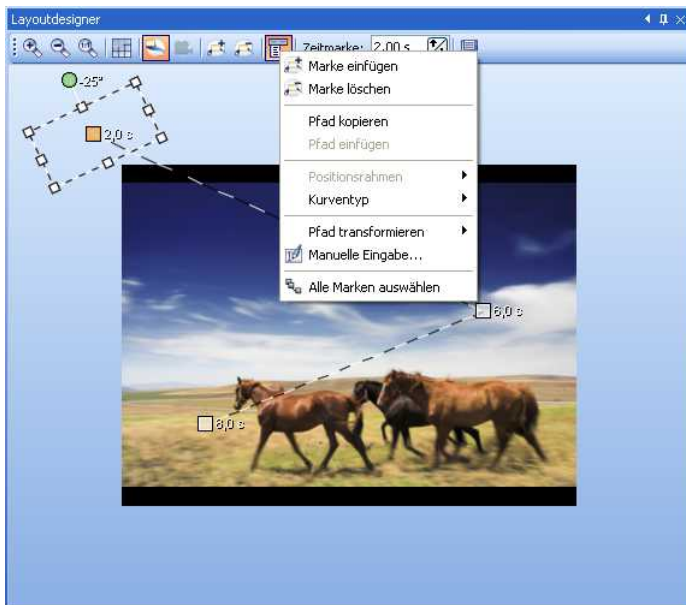 Layoutdesigner
Zeitmarke: 2,00 s
Marke einfügen
Marke löschen
Pfad kopieren
Pfad einfügen
Positionsrahmen
Kurventyp
Pfad transformieren
Manuelle Eingabe...
Alle Marken auswählen
-25°
2,0 s
6,0 s
8,0 s